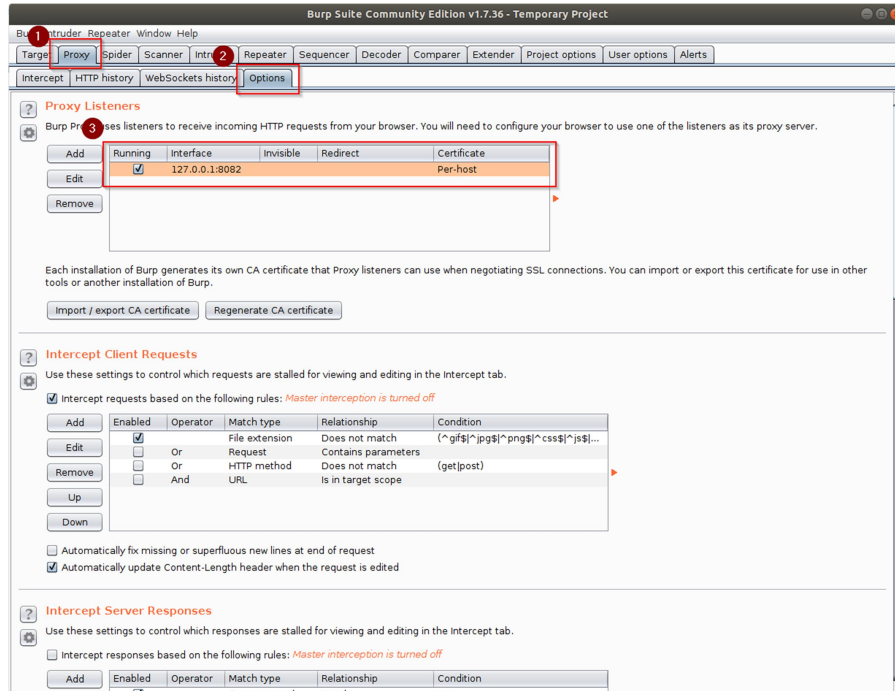 Burp Suite Community Edition v1.7.36 - Temporary Project
1
Intruder Repeater Window Help
Target Proxy Spider Scanner 2 Repeater Sequencer Decoder Comparer Extender Project options User options Alerts
Intercept HTTP history WebSockets history Options
? Proxy Listeners
3
Burp uses listeners to receive incoming HTTP requests from your browser. You will need to configure your browser to use one of the listeners as its proxy server.
Add Running Interface Invisible Redirect Certificate
127.0.0.1:8082 Per-host
Edit
Remove
Each installation of Burp generates its own CA certificate that Proxy listeners can use when negotiating SSL connections. You can import or export this certificate for use in other
tools or another installation of Burp.
Import / export CA certificate Regenerate CA certificate
? Intercept Client Requests
Use these settings to control which requests are stalled for viewing and editing in the Intercept tab.
Intercept requests based on the following rules: Master interception is turned off
Add Enabled Operator Match type Relationship Condition
File extension Does not match (^gif$|^jpg$|^png$|^css$|^js$|...
Edit Or Request Contains parameters
Or HTTP method Does not match (get|post)
Remove And URL Is in target scope
Up
Down
Automatically fix missing or superfluous new lines at end of request
Automatically update Content-Length header when the request is edited
? Intercept Server Responses
Use these settings to control which responses are stalled for viewing and editing in the Intercept tab.
Intercept responses based on the following rules: Master interception is turned off
Add Enabled Operator Match type Relationship Condition